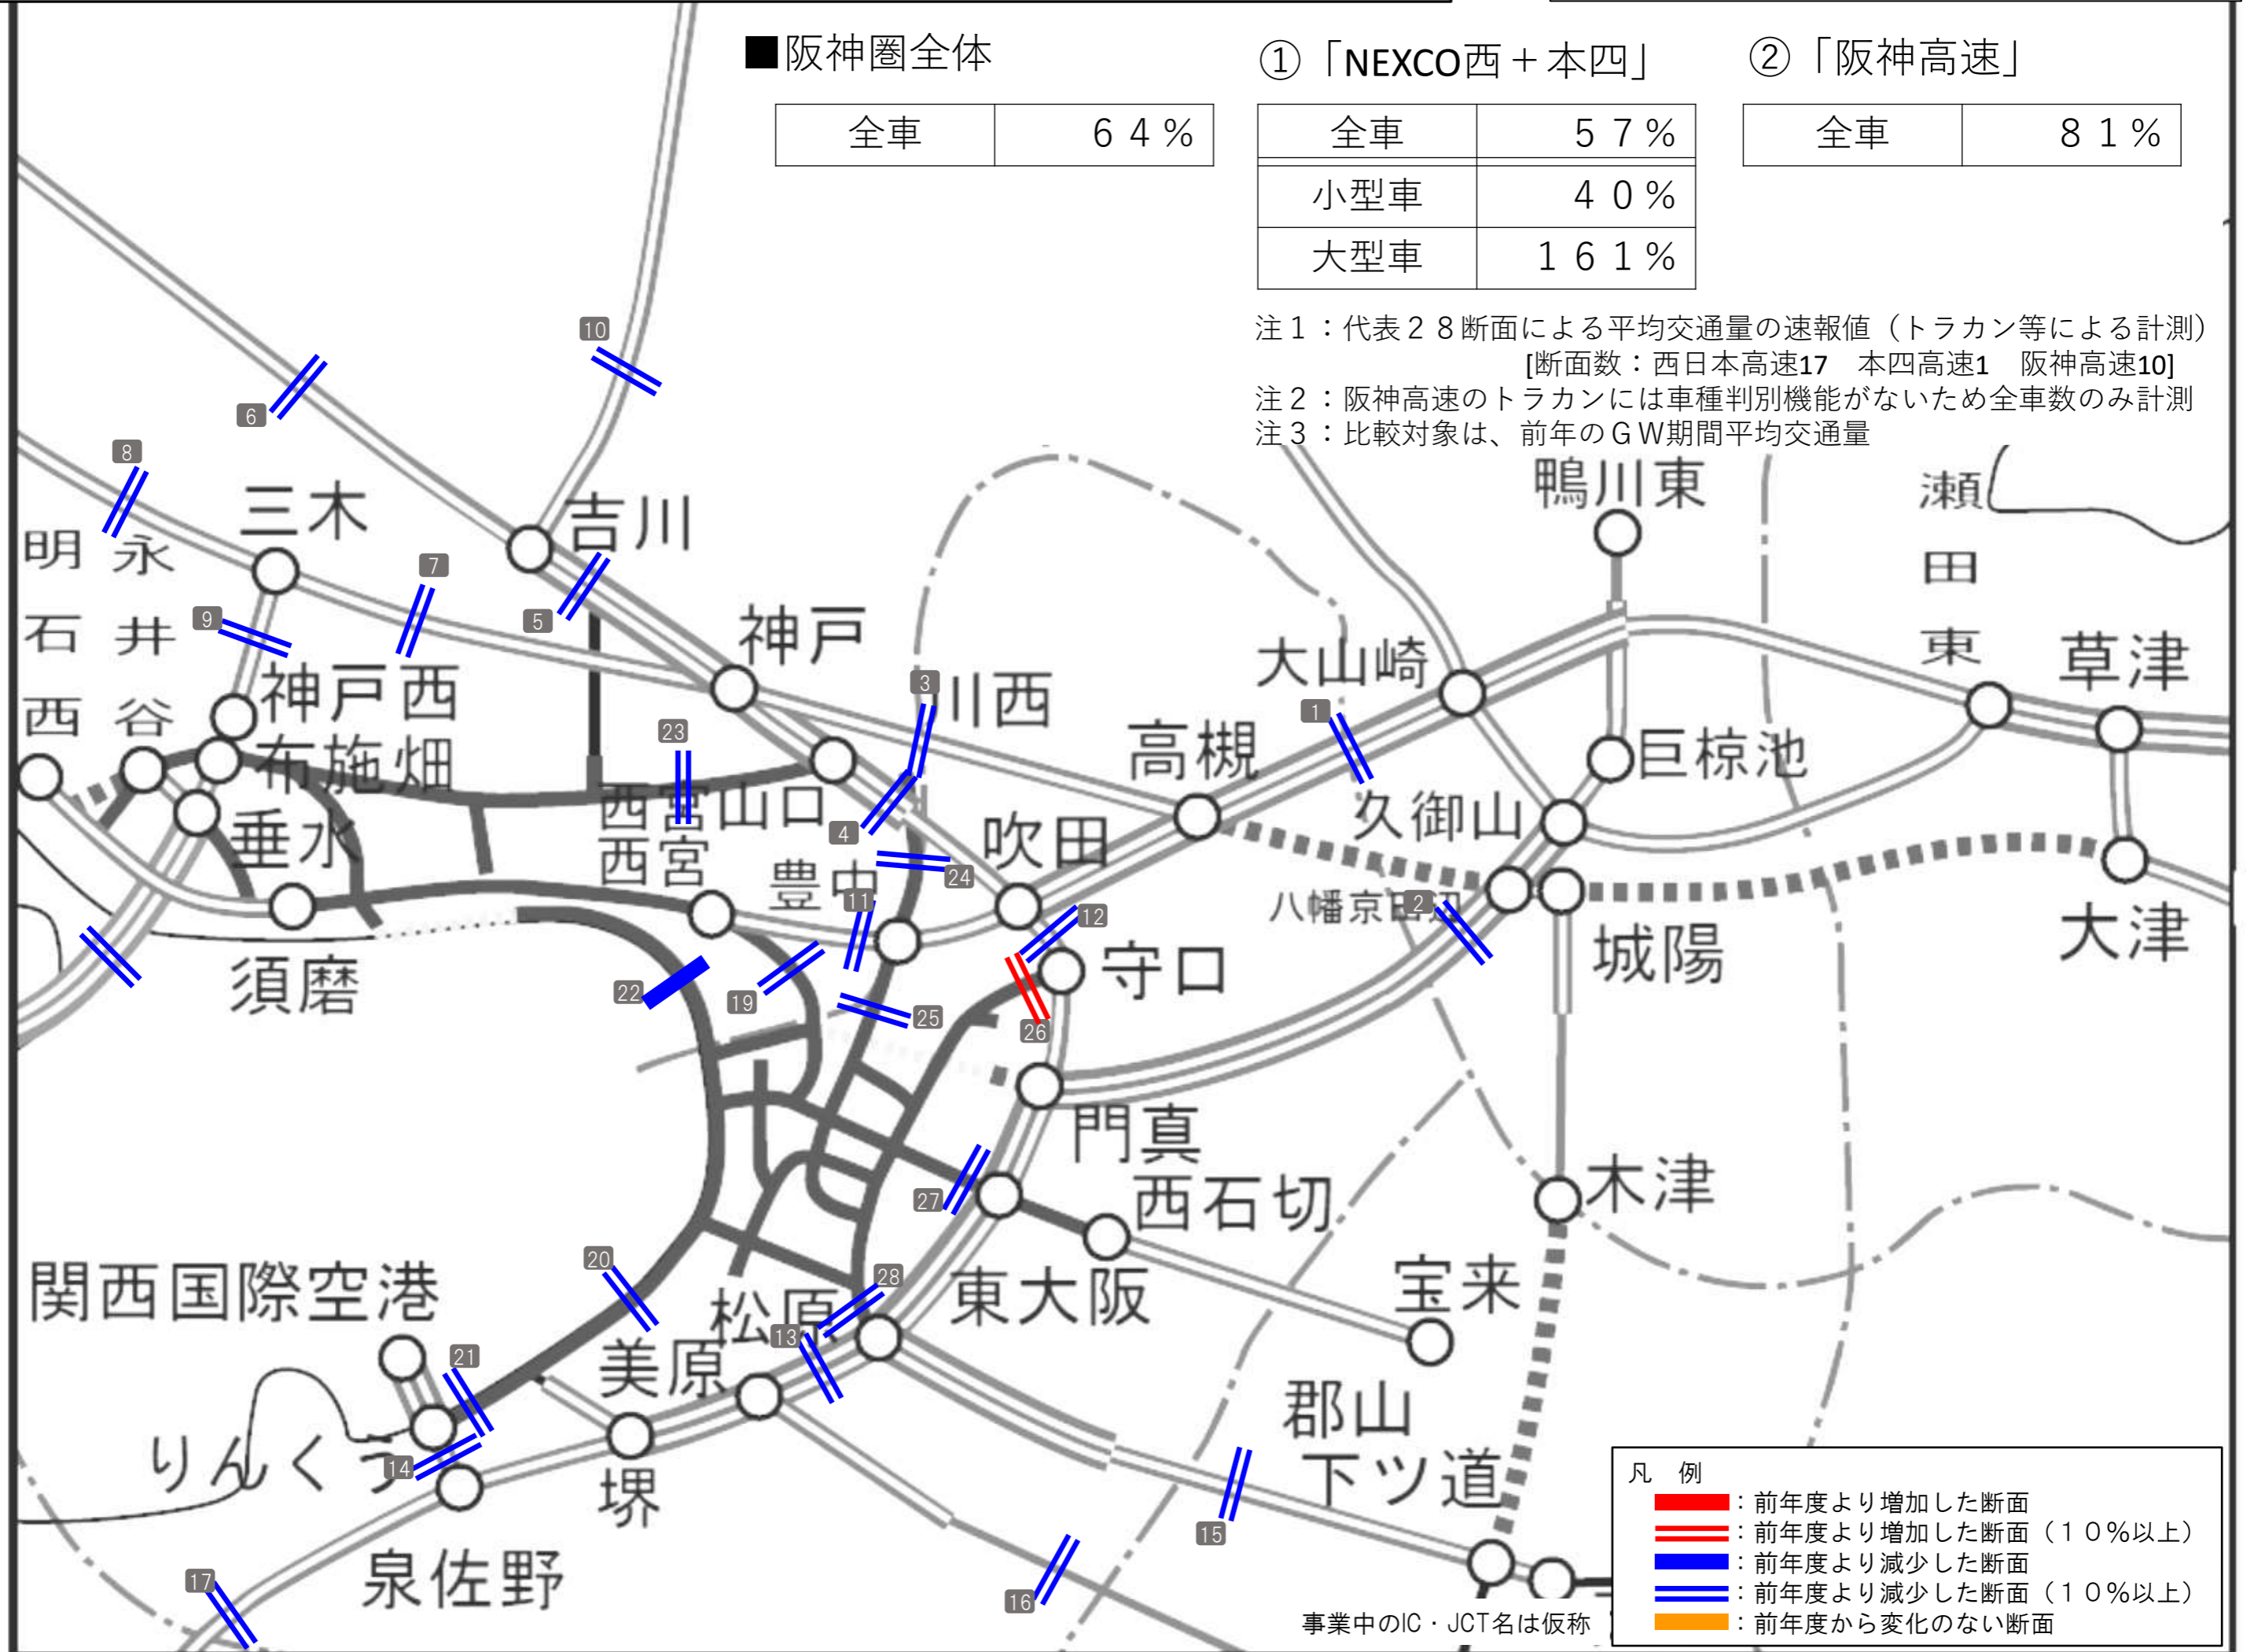 ■阪神圏全体
全車 ６４％
①「NEXCO西＋本四」
全車 ５７％
小型車 ４０％
大型車 １６１％
②「阪神高速」
全車 ８１％
注１：代表２８断面による平均交通量の速報値（トラカン等による計測）
[断面数：西日本高速17　本四高速1　阪神高速10]
注２：阪神高速のトラカンには車種判別機能がないため全車数のみ計測
注３：比較対象は、前年のＧＷ期間平均交通量
10
6
8
三木
吉川
鴨川東
瀬田東
明石西
永井谷
7
5
9
神戸
神戸西
布施畑
3
川西
大山崎
草津
1
23
高槻
巨椋池
西宮山口
西宮
4
垂水
豊中
吹田
久御山
24
11
八幡京田辺
2
12
城陽
大津
須磨
22
19
25
守口
26
門真
27
西石切
木津
関西国際空港
20
28
松原
東大阪
宝来
13
21
美原
郡山下ツ道
りんくう
14
堺
15
泉佐野
17
16
事業中のIC・JCT名は仮称
凡　例
：前年度より増加した断面
：前年度より増加した断面（１０％以上）
：前年度より減少した断面
：前年度より減少した断面（１０％以上）
：前年度から変化のない断面